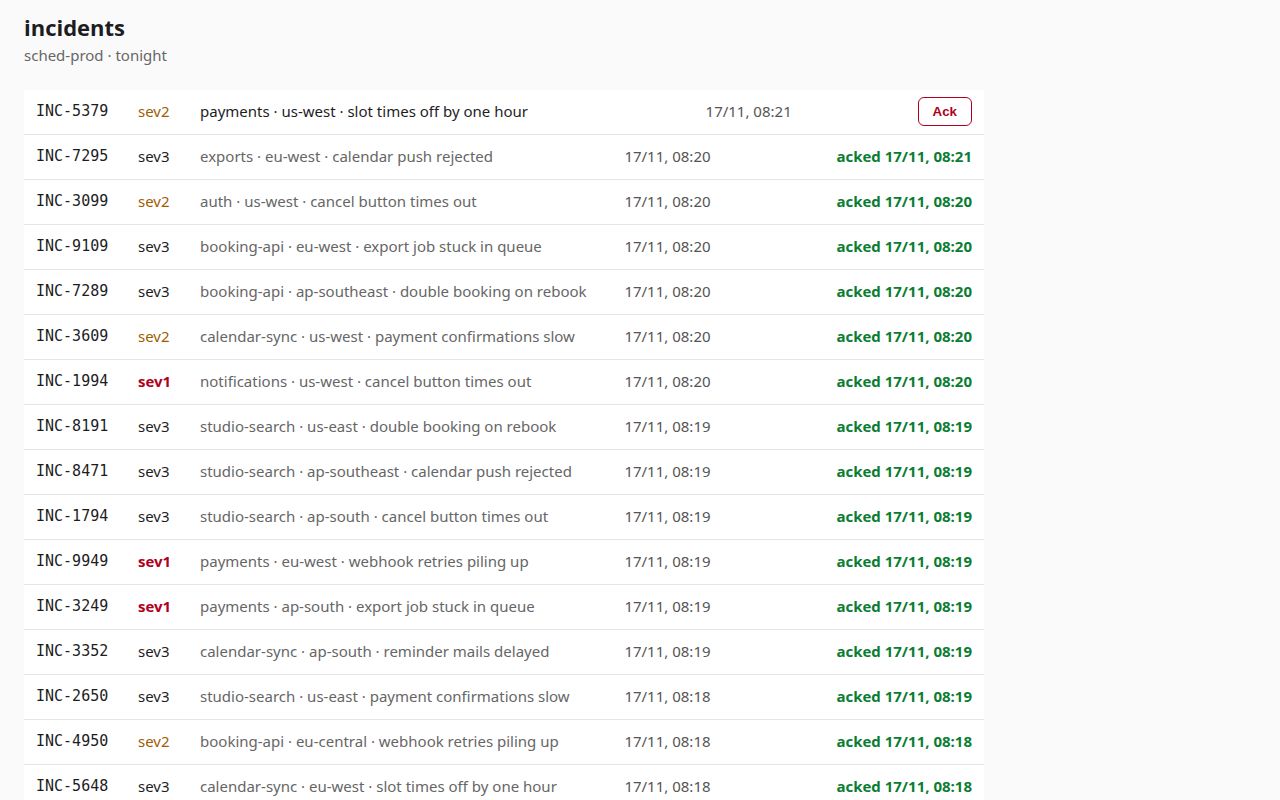 incidents
sched-prod · tonight
INC-5379 sev2 payments · us-west · slot times off by one hour 17/11, 08:21 Ack
INC-7295 sev3 exports · eu-west · calendar push rejected 17/11, 08:20 acked 17/11, 08:21
INC-3099 sev2 auth · us-west · cancel button times out 17/11, 08:20 acked 17/11, 08:20
INC-9109 sev3 booking-api · eu-west · export job stuck in queue 17/11, 08:20 acked 17/11, 08:20
INC-7289 sev3 booking-api · ap-southeast · double booking on rebook 17/11, 08:20 acked 17/11, 08:20
INC-3609 sev2 calendar-sync · us-west · payment confirmations slow 17/11, 08:20 acked 17/11, 08:20
INC-1994 sev1 notifications · us-west · cancel button times out 17/11, 08:20 acked 17/11, 08:20
INC-8191 sev3 studio-search · us-east · double booking on rebook 17/11, 08:19 acked 17/11, 08:19
INC-8471 sev3 studio-search · ap-southeast · calendar push rejected 17/11, 08:19 acked 17/11, 08:19
INC-1794 sev3 studio-search · ap-south · cancel button times out 17/11, 08:19 acked 17/11, 08:19
INC-9949 sev1 payments · eu-west · webhook retries piling up 17/11, 08:19 acked 17/11, 08:19
INC-3249 sev1 payments · ap-south · export job stuck in queue 17/11, 08:19 acked 17/11, 08:19
INC-3352 sev3 calendar-sync · ap-south · reminder mails delayed 17/11, 08:19 acked 17/11, 08:19
INC-2650 sev3 studio-search · us-east · payment confirmations slow 17/11, 08:18 acked 17/11, 08:19
INC-4950 sev2 booking-api · eu-central · webhook retries piling up 17/11, 08:18 acked 17/11, 08:18
INC-5648 sev3 calendar-sync · eu-west · slot times off by one hour 17/11, 08:18 acked 17/11, 08:18